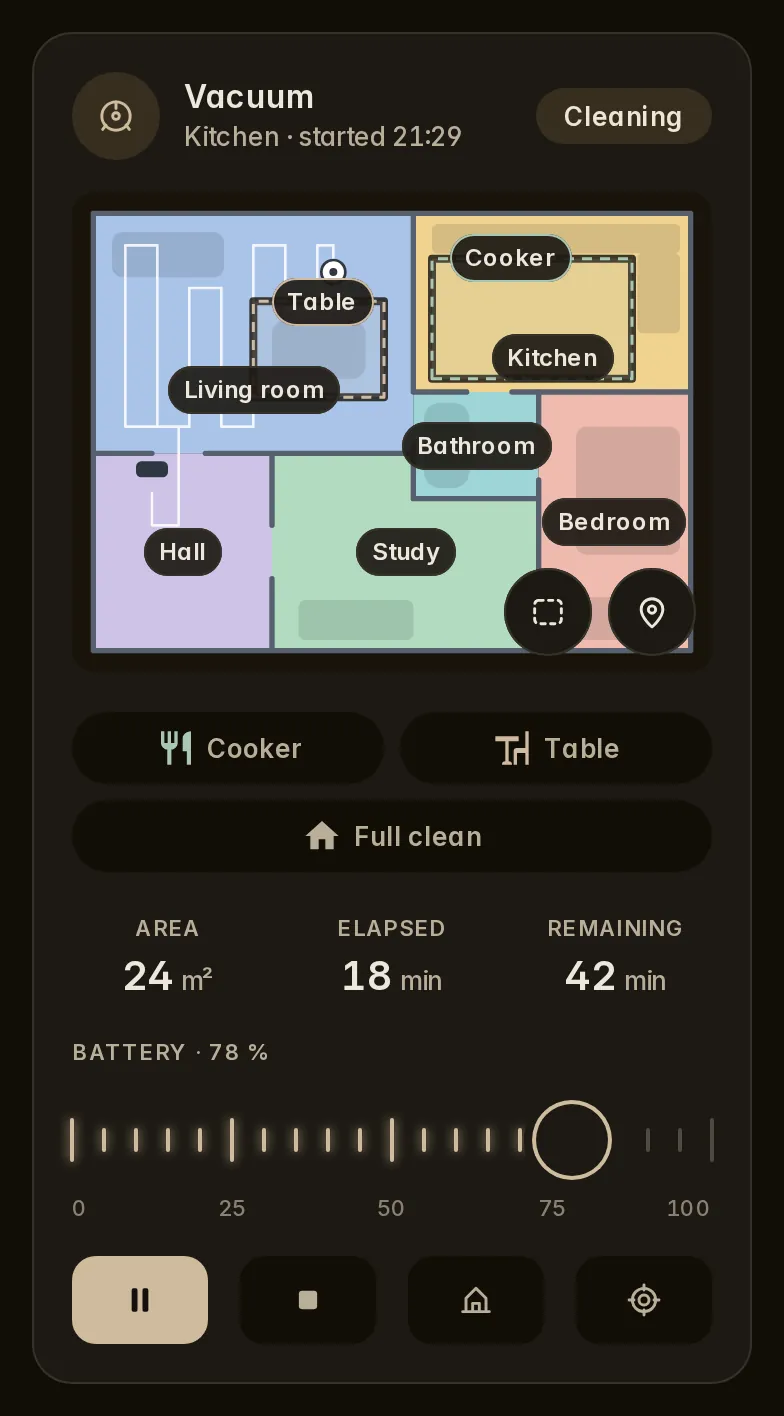 Vacuum
Kitchen · started 21:29
Cleaning
Cooker
Table
Kitchen
Living room
Bathroom
Bedroom
Hall
Study
Cooker
Table
Full clean
AREA
24 m²
ELAPSED
18 min
REMAINING
42 min
BATTERY · 78 %
0 25 50 75 100